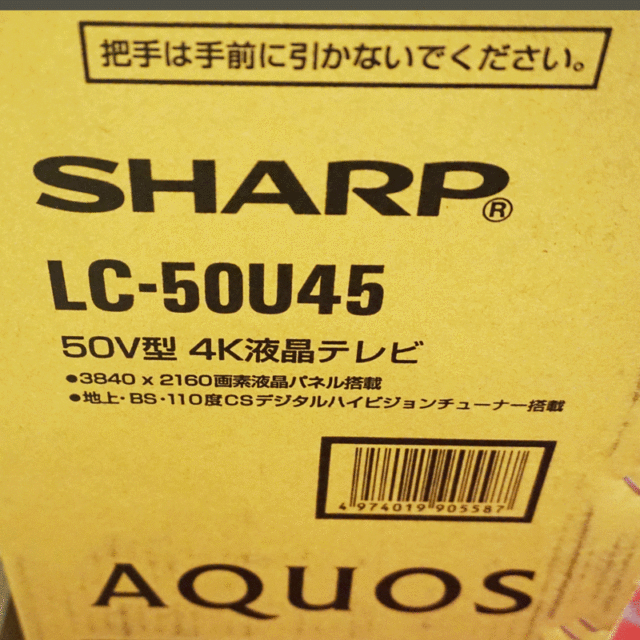 把手は手前に引かないでください。
SHARP®
LC-50U45
50V型 4K液晶テレビ
●3840 x 2160画素液晶パネル搭載
●地上・BS・110度CSデジタルハイビジョンチューナー搭載
4 974019 905587
AQUOS